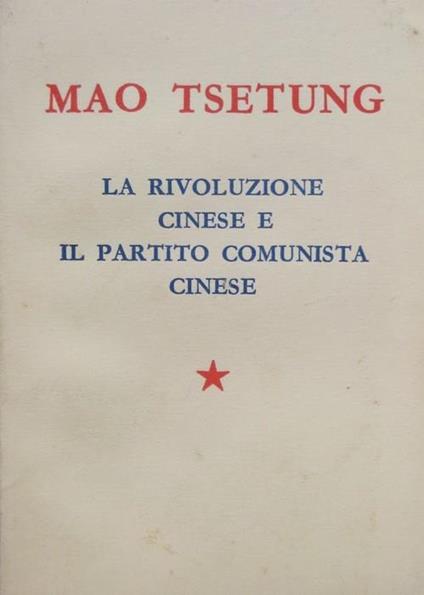 MAO TSETUNG
LA RIVOLUZIONE
CINESE E
IL PARTITO COMUNISTA
CINESE